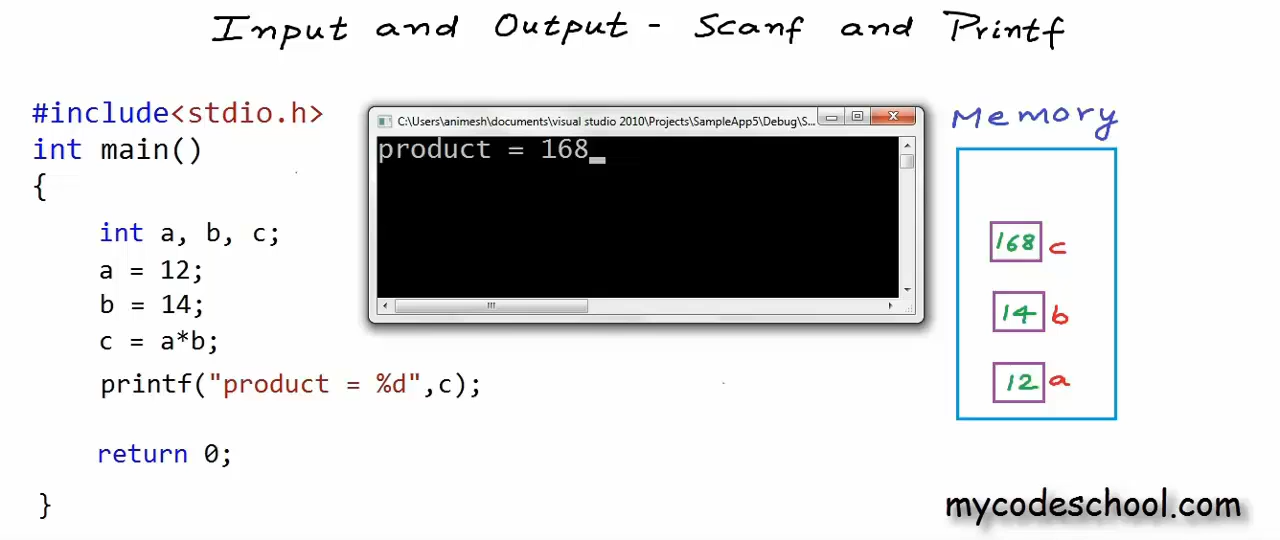 Input and Output - Scanf and Printf
#include<stdio.h>
int main()
{
int a, b, c;
a = 12;
b = 14;
c = a*b;
printf("product = %d",c);
return 0;
}
C:\Users\animesh\documents\visual studio 2010\Projects\SampleApp5\Debug\S...
product = 168_
Memory
168 c
14 b
12 a
mycodeschool.com